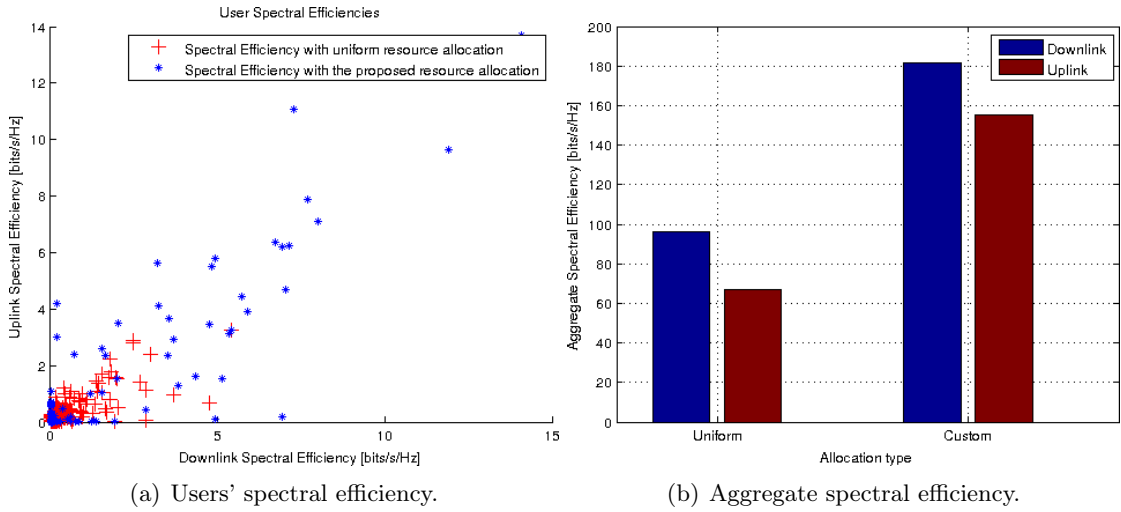 User Spectral Efficiencies
14
12
10
8
6
4
2
0
Uplink Spectral Efficiency [bits/s/Hz]
Spectral Efficiency with uniform resource allocation
Spectral Efficiency with the proposed resource allocation
0
5
10
15
Downlink Spectral Efficiency [bits/s/Hz]
(a) Users' spectral efficiency.
200
180
160
140
120
100
80
60
40
20
0
Aggregate Spectral Efficiency [bits/s/Hz]
Downlink
Uplink
Uniform
Custom
Allocation type
(b) Aggregate spectral efficiency.